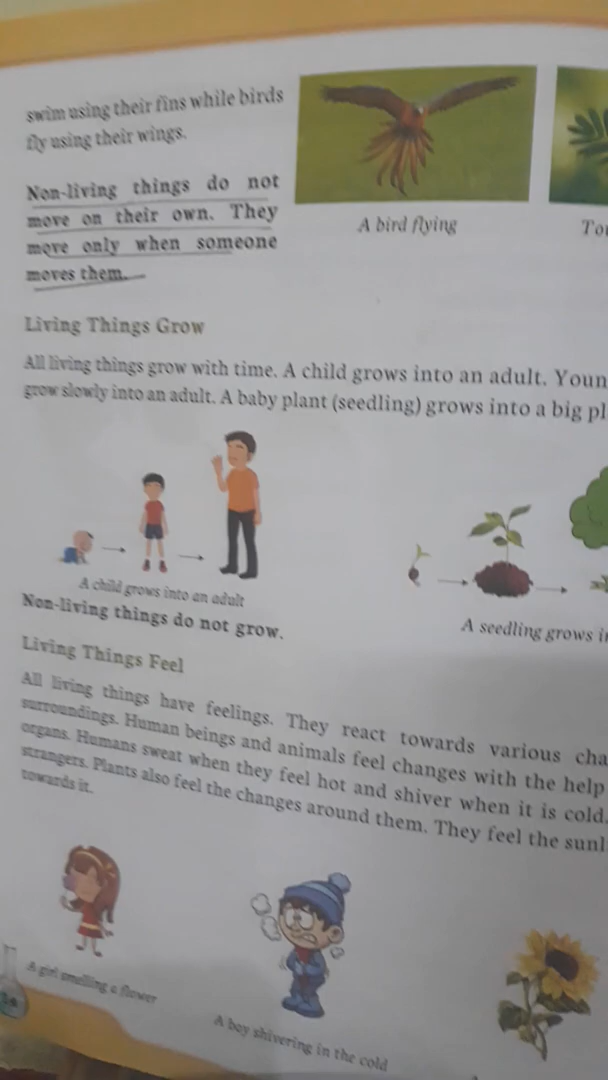 swim using their fins while birds
fly using their wings.
Non-living things do not
move on their own. They
move only when someone
moves them.
A bird flying
Living Things Grow
All living things grow with time. A child grows into an adult.
grow slowly into an adult. A baby plant (seedling) grows into a big
A child grows into an adult
Non-living things do not grow.
A seedling grows
Living Things Feel
All living things have feelings. They react towards various
surroundings. Human beings and animals feel changes with the help
organs. Humans sweat when they feel hot and shiver when it is cold.
strangers. Plants also feel the changes around them. They feel the
towards it.
A girl smelling a flower
A boy shivering in the cold